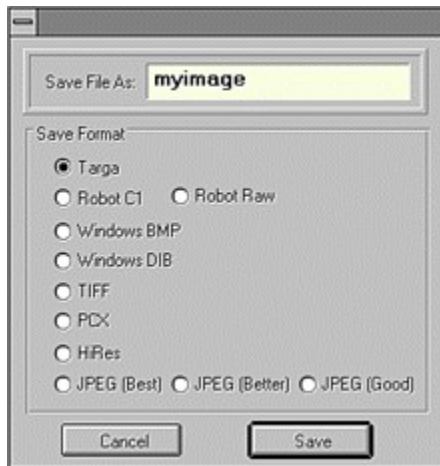 Save File As: myimage
Save Format
Targa
Robot C1 Robot Raw
Windows BMP
Windows DIB
TIFF
PCX
HiRes
JPEG (Best) JPEG (Better) JPEG (Good)
Cancel Save